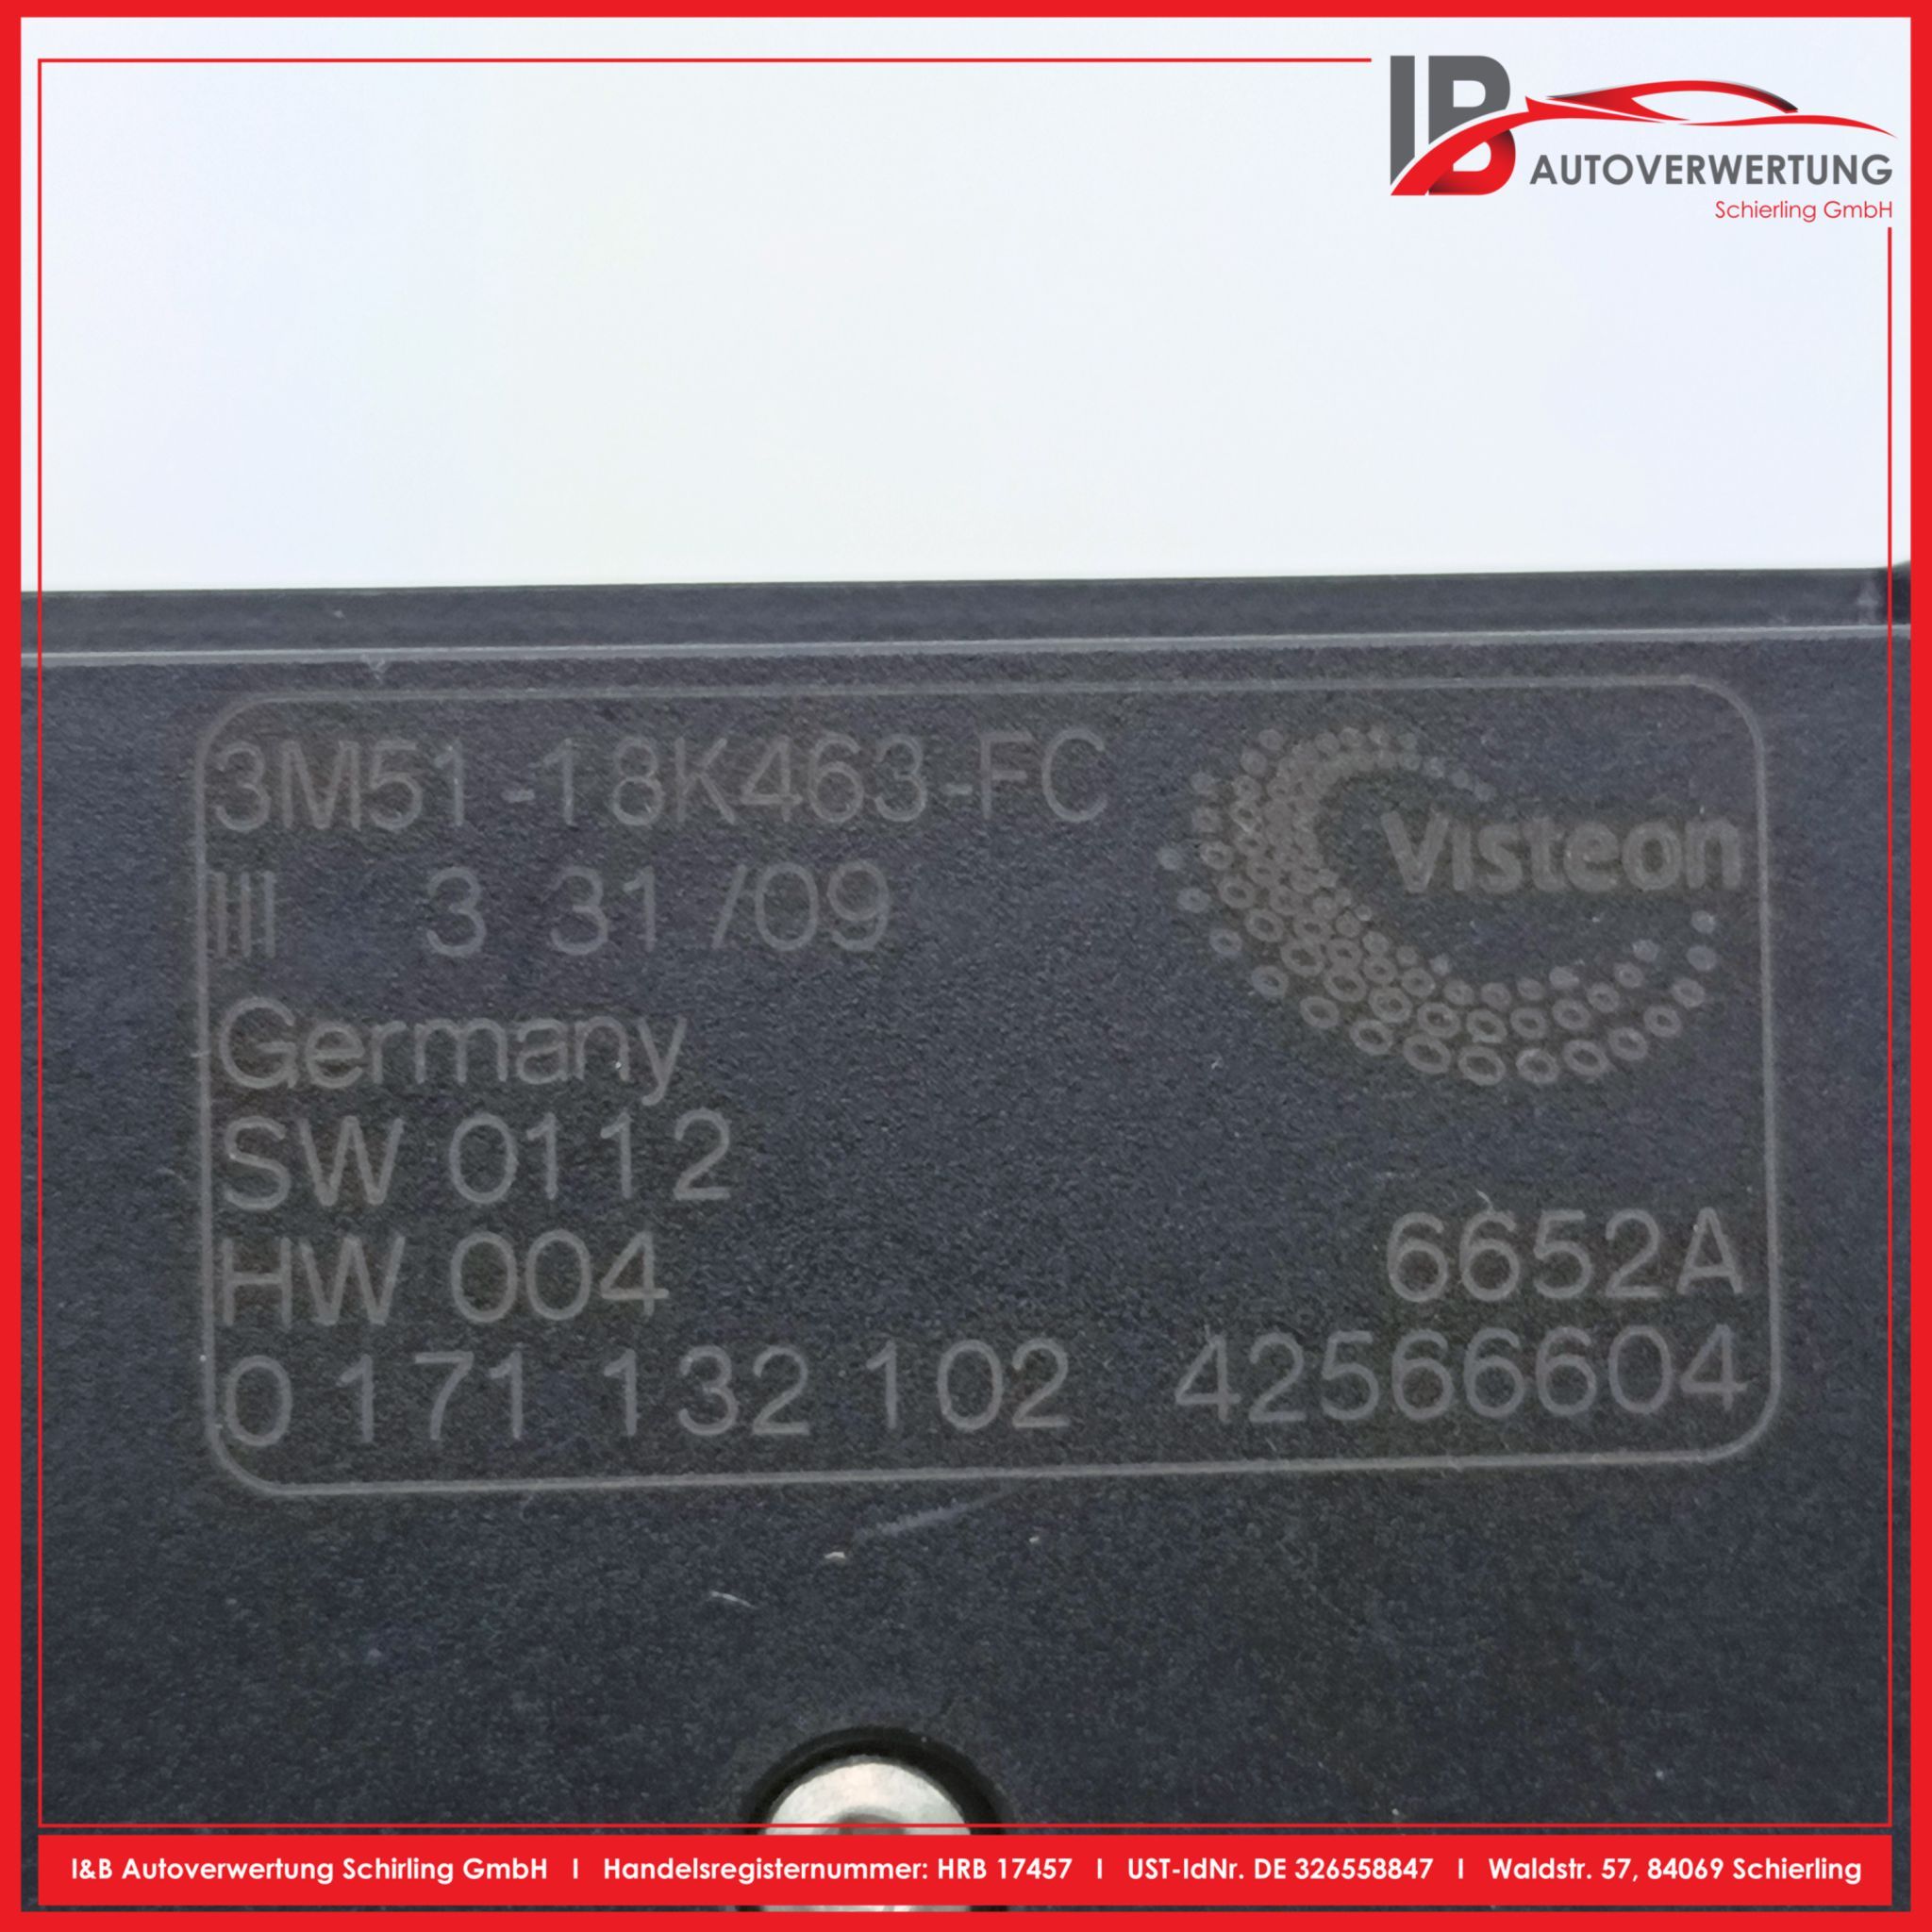 IB AUTOVERWERTUNG
Schierling GmbH
3M51-18K463-FC
Visteon
3 31/09
Germany
SW 0112
HW 004
6652A
0 171 132 102 42566604
I&B Autoverwertung Schirling GmbH I Handelsregisternummer: HRB 17457 I UST-IdNr. DE 326558847 I Waldstr. 57, 84069 Schierling